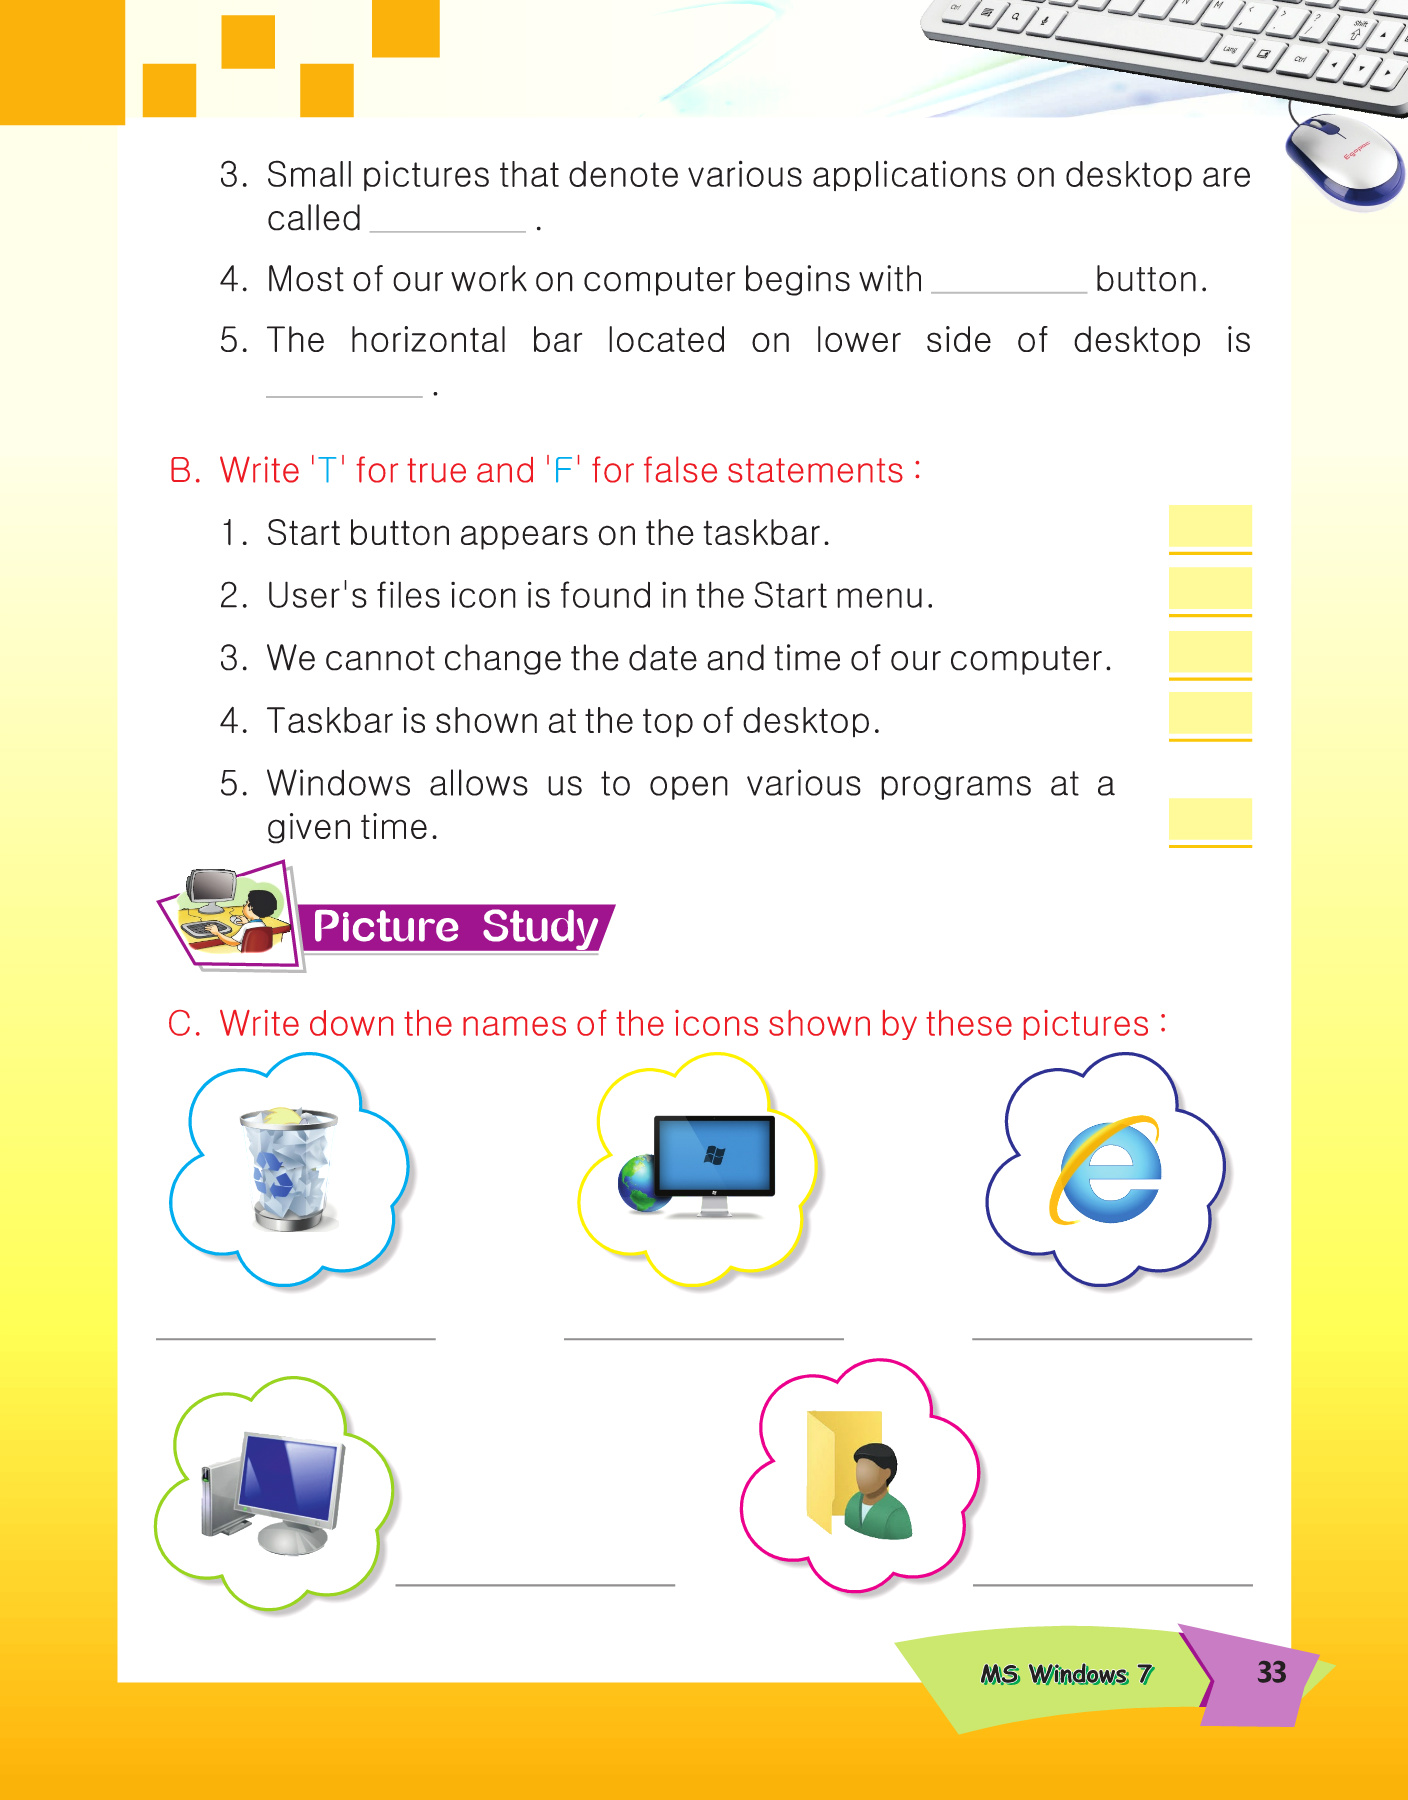 3. Small pictures that denote various applications on desktop are
called __________ .
4. Most of our work on computer begins with __________ button.
5. The horizontal bar located on lower side of desktop is
__________ .
B. Write 'T' for true and 'F' for false statements :
1. Start button appears on the taskbar.
2. User's files icon is found in the Start menu.
3. We cannot change the date and time of our computer.
4. Taskbar is shown at the top of desktop.
5. Windows allows us to open various programs at a
given time.
Picture Study
C. Write down the names of the icons shown by these pictures :
MS Windows 7
33